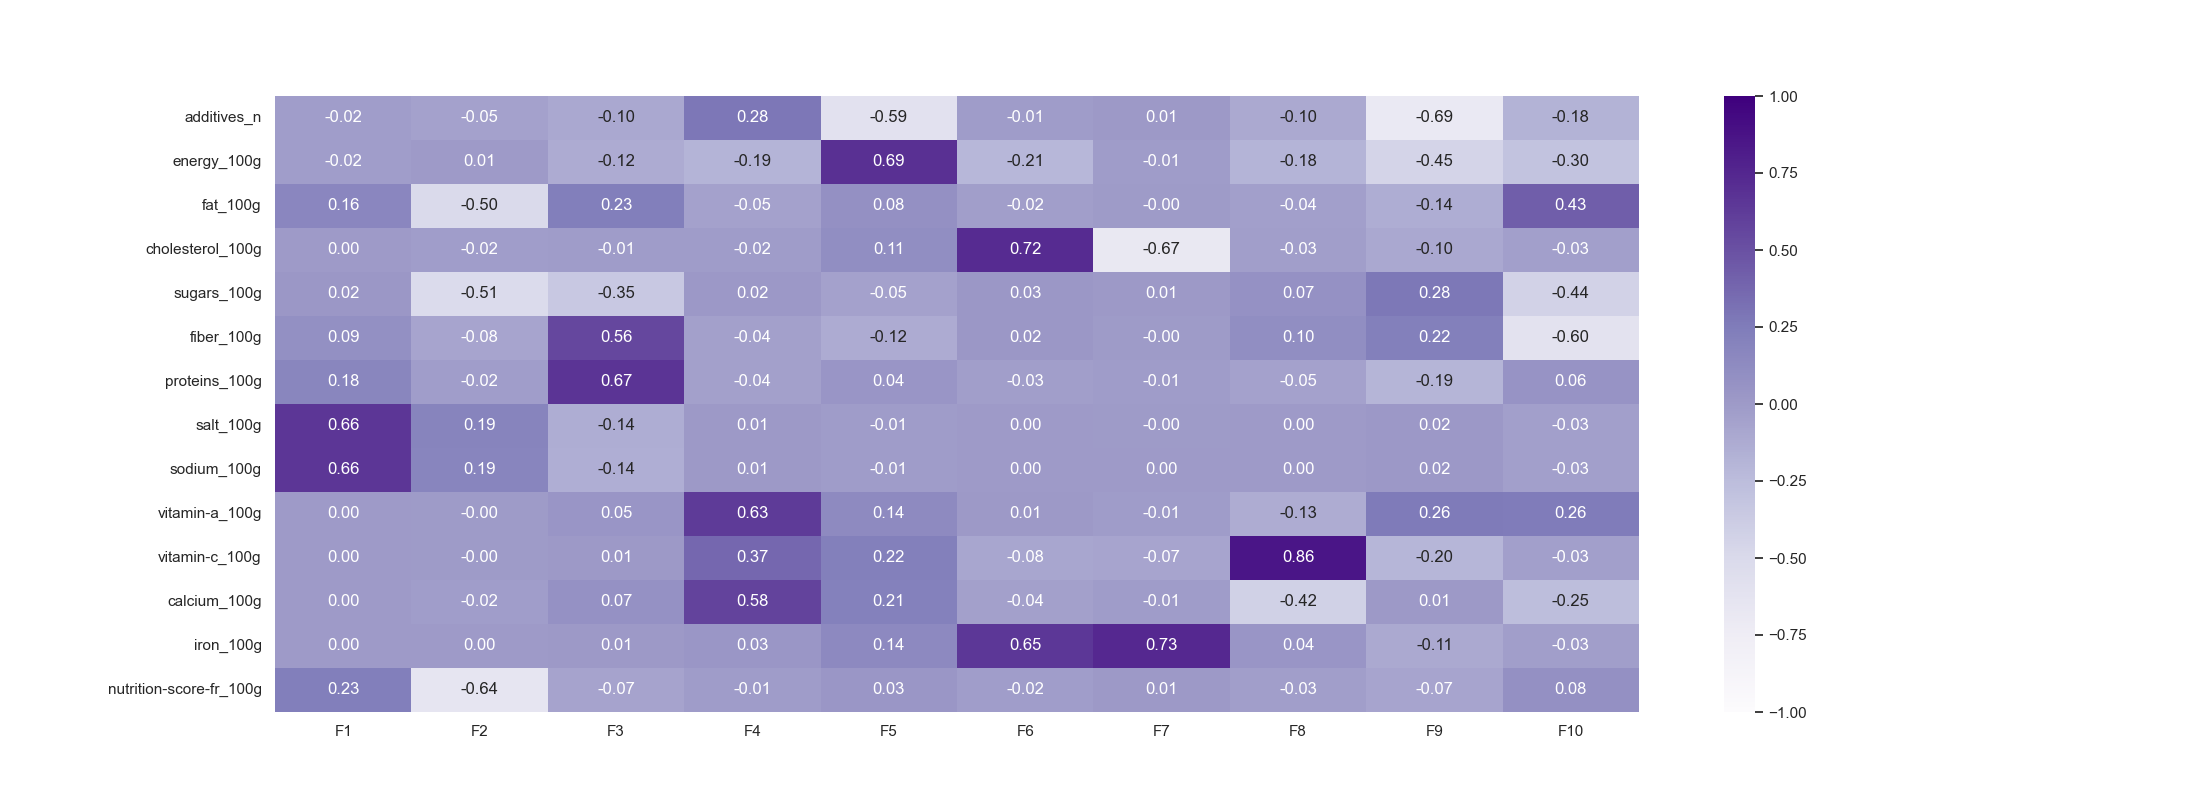 additives_n -0.02 -0.05 -0.10 0.28 -0.59 -0.01 0.01 -0.10 -0.69 -0.18
energy_100g -0.02 0.01 -0.12 -0.19 0.69 -0.21 -0.01 -0.18 -0.45 -0.30
fat_100g 0.16 -0.50 0.23 -0.05 0.08 -0.02 -0.00 -0.04 -0.14 0.43
cholesterol_100g 0.00 -0.02 -0.01 -0.02 0.11 0.72 -0.67 -0.03 -0.10 -0.03
sugars_100g 0.02 -0.51 -0.35 0.02 -0.05 0.03 0.01 0.07 0.28 -0.44
fiber_100g 0.09 -0.08 0.56 -0.04 -0.12 0.02 -0.00 0.10 0.22 -0.60
proteins_100g 0.18 -0.02 0.67 -0.04 0.04 -0.03 -0.01 -0.05 -0.19 0.06
salt_100g 0.66 0.19 -0.14 0.01 -0.01 0.00 -0.00 0.00 0.02 -0.03
sodium_100g 0.66 0.19 -0.14 0.01 -0.01 0.00 0.00 0.00 0.02 -0.03
vitamin-a_100g 0.00 -0.00 0.05 0.63 0.14 0.01 -0.01 -0.13 0.26 0.26
vitamin-c_100g 0.00 -0.00 0.01 0.37 0.22 -0.08 -0.07 0.86 -0.20 -0.03
calcium_100g 0.00 -0.02 0.07 0.58 0.21 -0.04 -0.01 -0.42 0.01 -0.25
iron_100g 0.00 0.00 0.01 0.03 0.14 0.65 0.73 0.04 -0.11 -0.03
nutrition-score-fr_100g 0.23 -0.64 -0.07 -0.01 0.03 -0.02 0.01 -0.03 -0.07 0.08
F1 F2 F3 F4 F5 F6 F7 F8 F9 F10
1.00
0.75
0.50
0.25
0.00
−0.25
−0.50
−0.75
−1.00